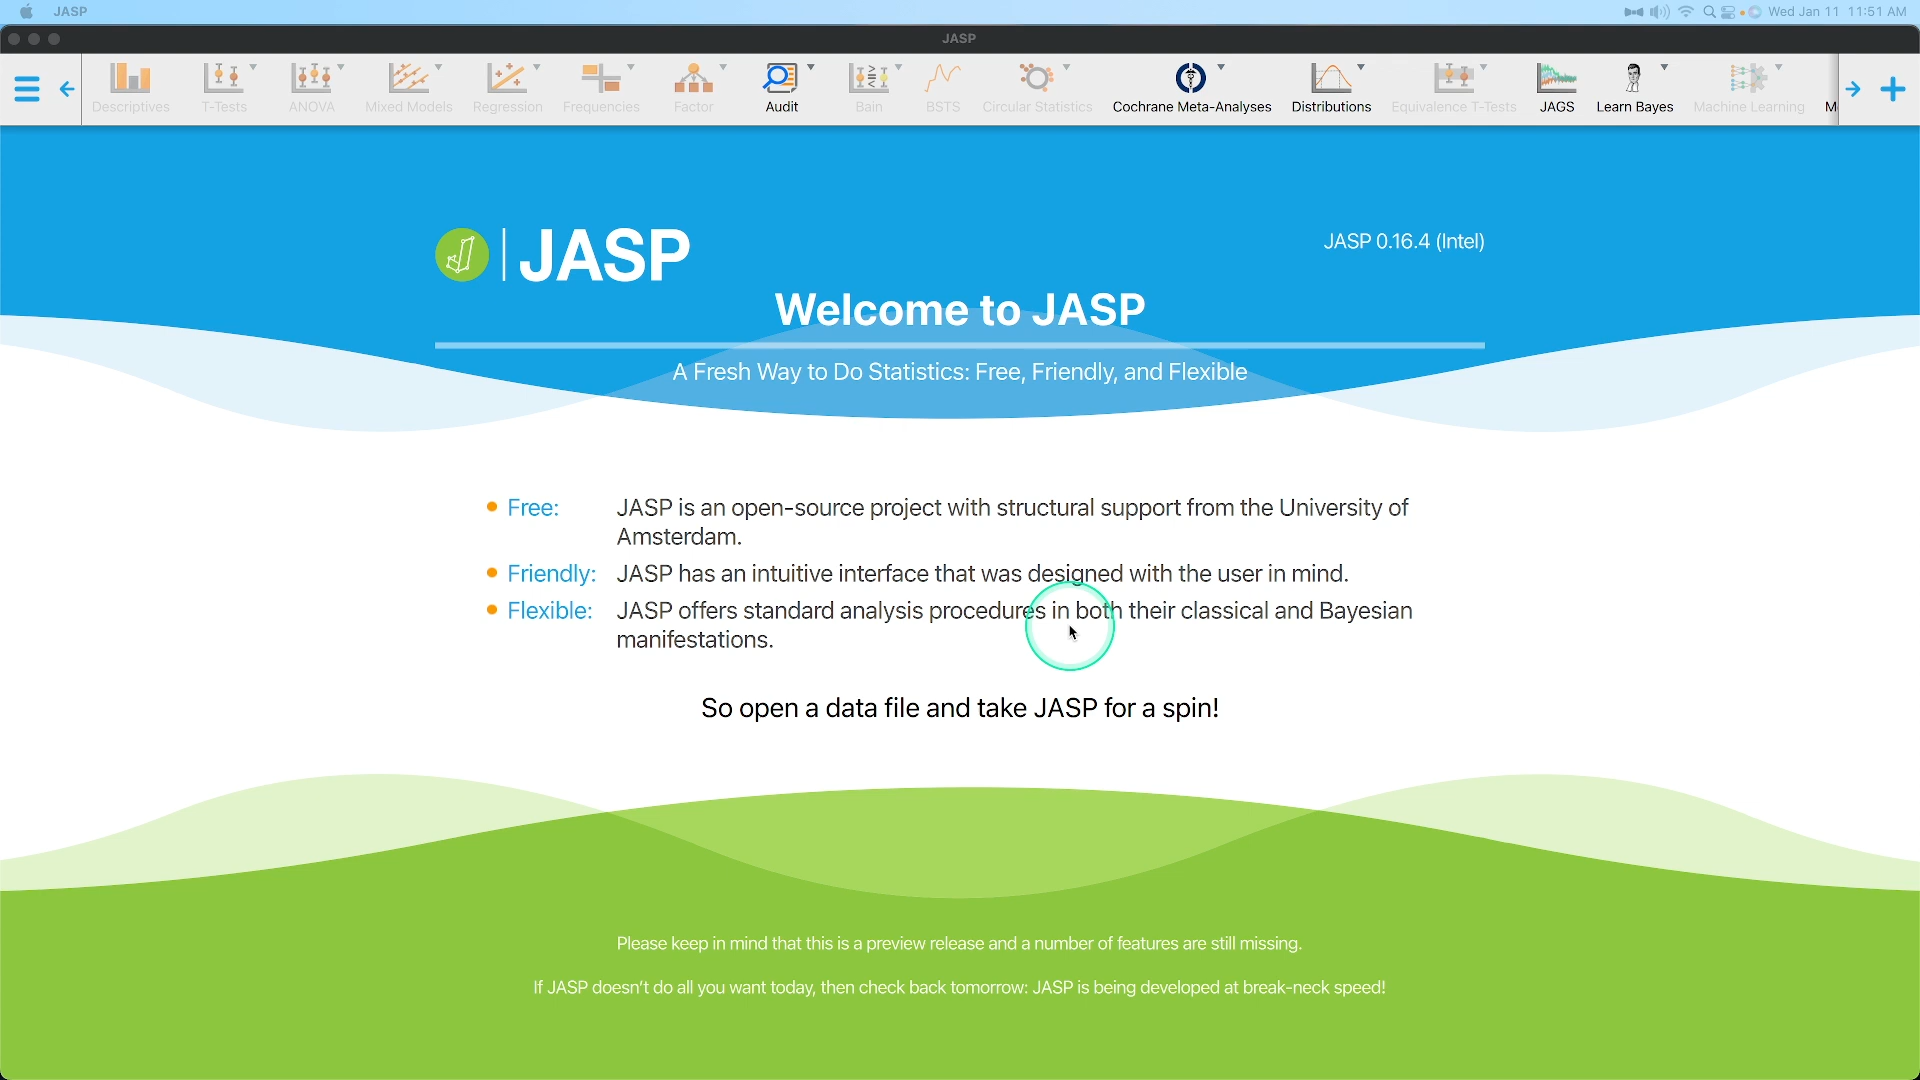 JASP
Wed Jan 11 11:51 AM
JASP
Descriptives
T-Tests
ANOVA
Mixed Models
Regression
Frequencies
Factor
Audit
Bain
BSTS
Circular Statistics
Cochrane Meta-Analyses
Distributions
Equivalence T-Tests
JAGS
Learn Bayes
Machine Learning
M
JASP
JASP 0.16.4 (Intel)
Welcome to JASP
A Fresh Way to Do Statistics: Free, Friendly, and Flexible
Free: JASP is an open-source project with structural support from the University of
Amsterdam.
Friendly: JASP has an intuitive interface that was designed with the user in mind.
Flexible: JASP offers standard analysis procedures in both their classical and Bayesian
manifestations.
So open a data file and take JASP for a spin!
Please keep in mind that this is a preview release and a number of features are still missing.
If JASP doesn't do all you want today, then check back tomorrow: JASP is being developed at break-neck speed!